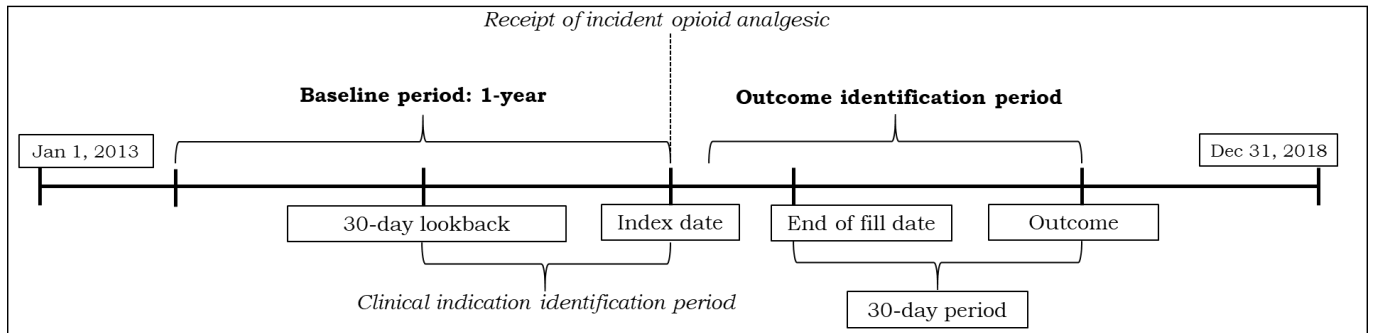 Receipt of incident opioid analgesic
Baseline period: 1-year
Outcome identification period
Jan 1, 2013
Dec 31, 2018
30-day lookback
Index date
End of fill date
Outcome
Clinical indication identification period
30-day period